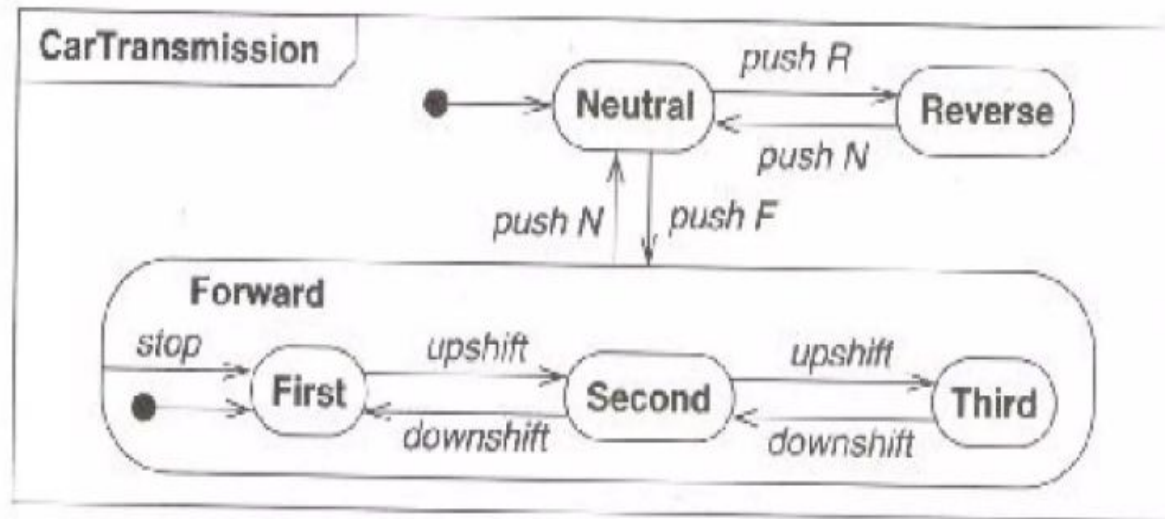 CarTransmission
push R
Neutral
Reverse
push N
push N
push F
Forward
stop
upshift
upshift
First
Second
Third
downshift
downshift